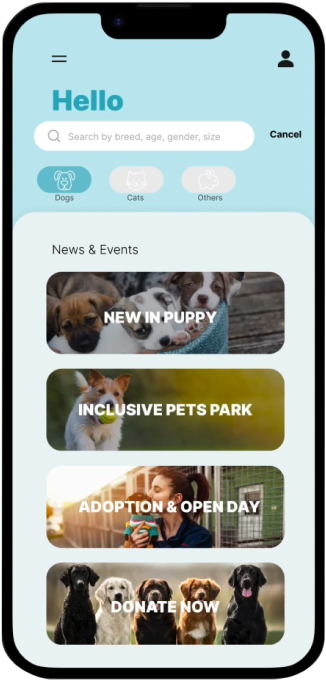 Hello
Search by breed, age, gender, size
Cancel
Dogs
Cats
Others
News & Events
NEW IN PUPPY
INCLUSIVE PETS PARK
ADOPTION & OPEN DAY
DONATE NOW